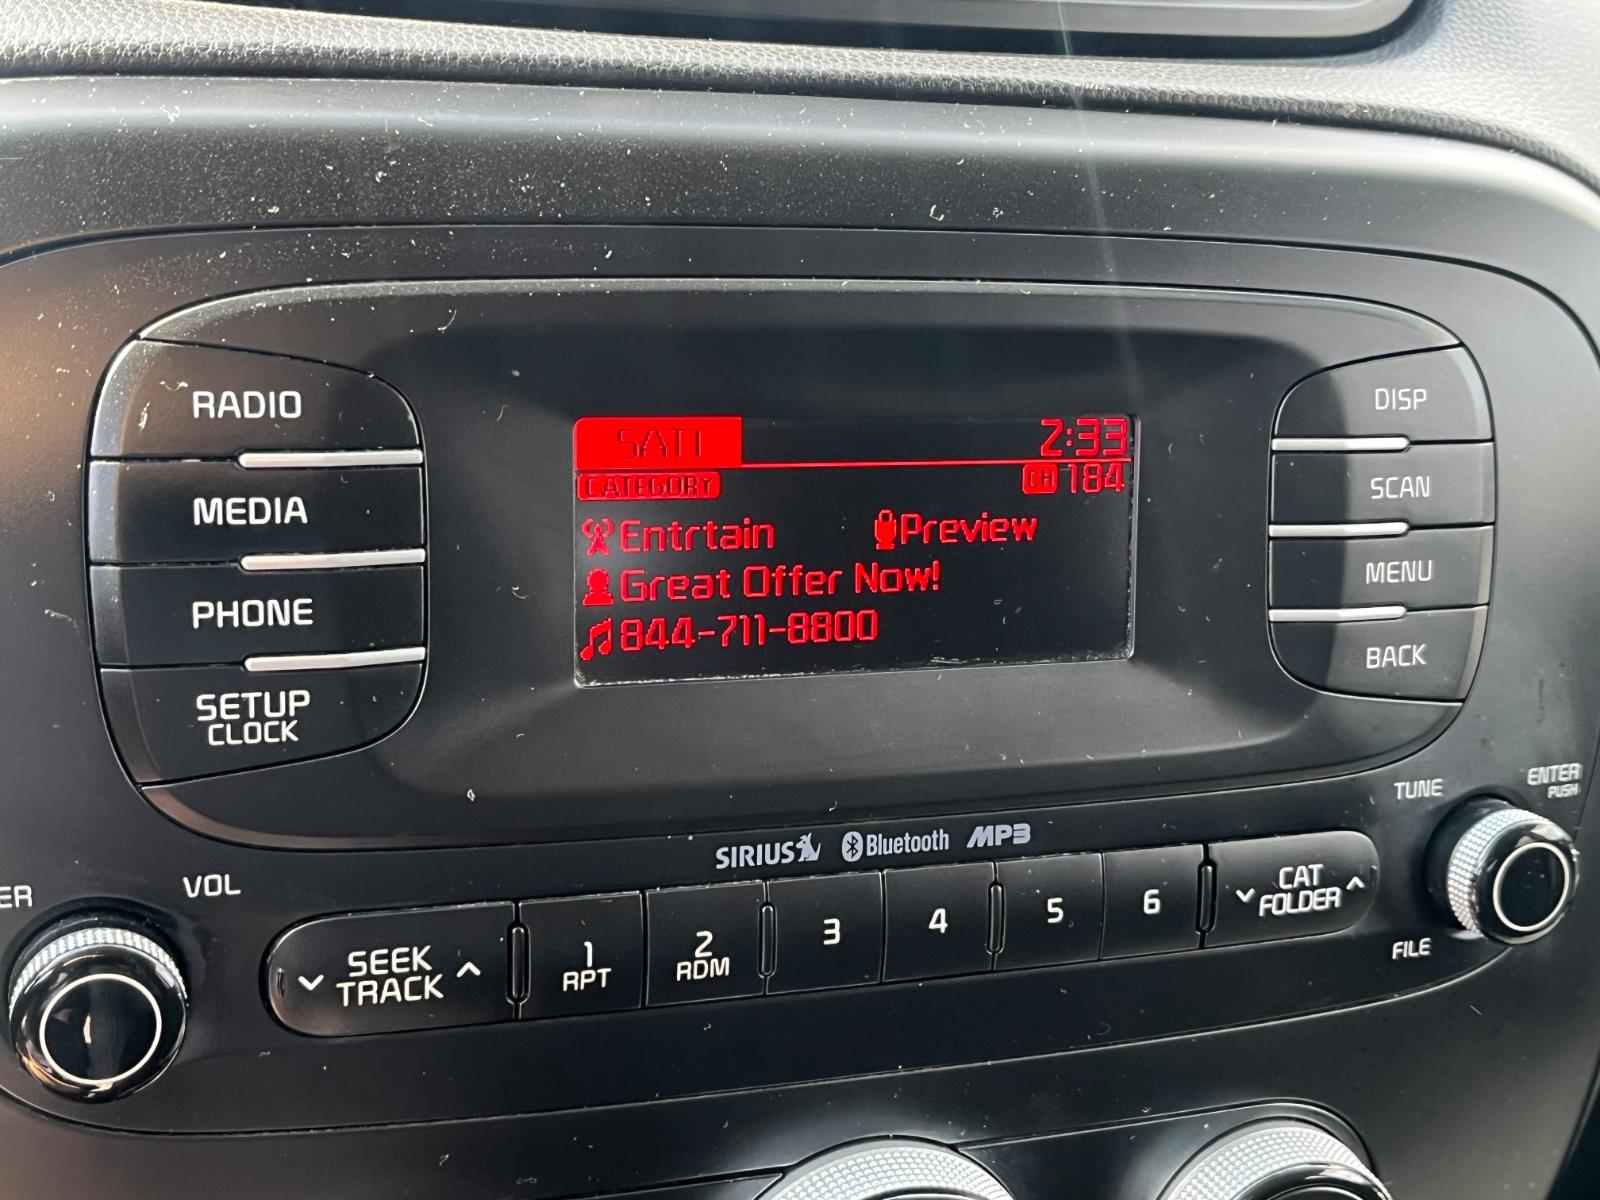 RADIO
MEDIA
PHONE
SETUP
CLOCK
SAT1
2:33
CATEGORY
CH 184
Entrtain
Preview
Great Offer Now!
844-711-8800
DISP
SCAN
MENU
BACK
TUNE
ENTER
PUSH
SIRIUS Bluetooth MP3
ER
VOL
SEEK
TRACK
1
RPT
2
RDM
3
4
5
6
CAT
FOLDER
FILE